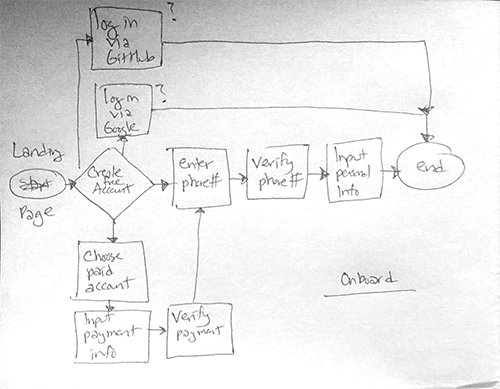 log in
via
GitHub
?
log in
via
Google
?
Landing
start
Page
Create
free
Account
enter
phone#
Verify
phone#
Input
personal
Info
end
Choose
paid
account
Input
payment
info
Verify
payment
Onboard